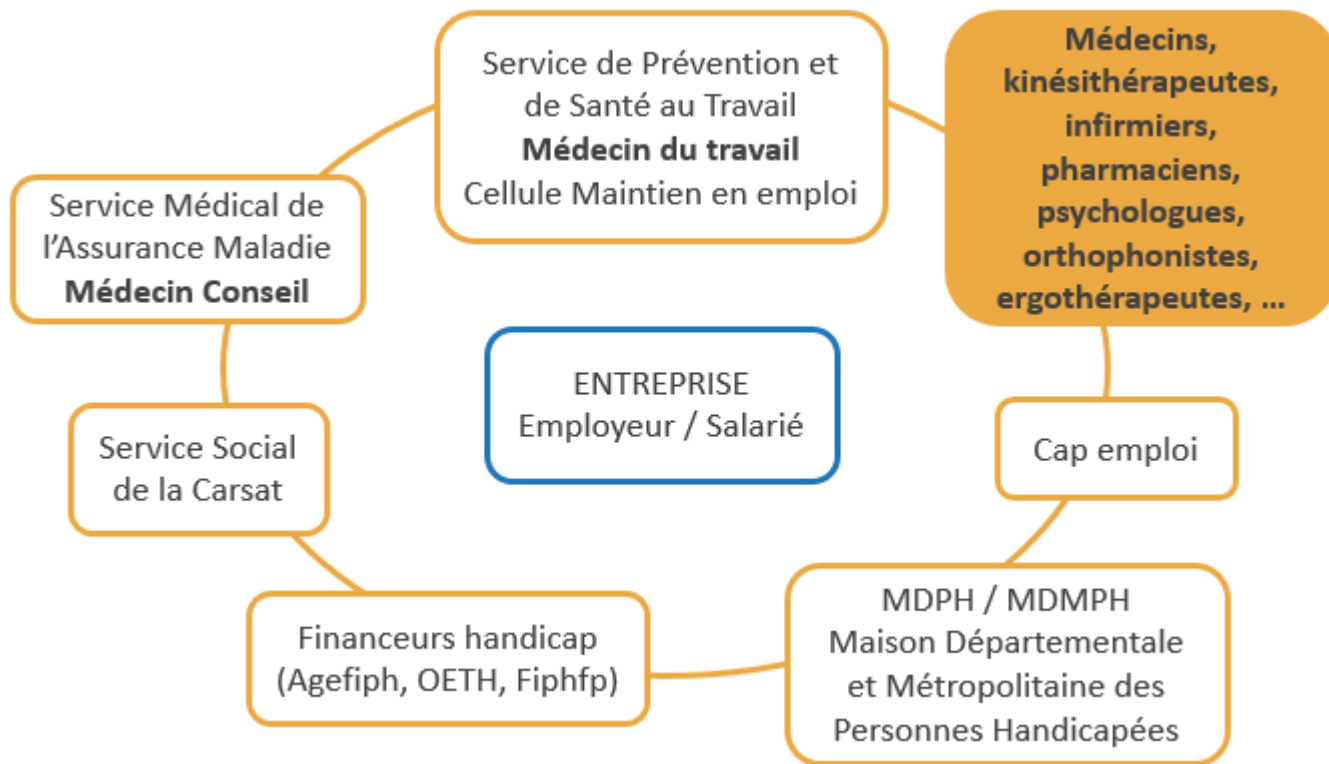 Service de Prévention et
de Santé au Travail
Médecin du travail
Cellule Maintien en emploi
Médecins,
kinésithérapeutes,
infirmiers,
pharmaciens,
psychologues,
orthophonistes,
ergothérapeutes, ...
Service Médical de
l’Assurance Maladie
Médecin Conseil
ENTREPRISE
Employeur / Salarié
Service Social
de la Carsat
Cap emploi
Financeurs handicap
(Agefiph, OETH, Fiphfp)
MDPH / MDMPH
Maison Départementale
et Métropolitaine des
Personnes Handicapées